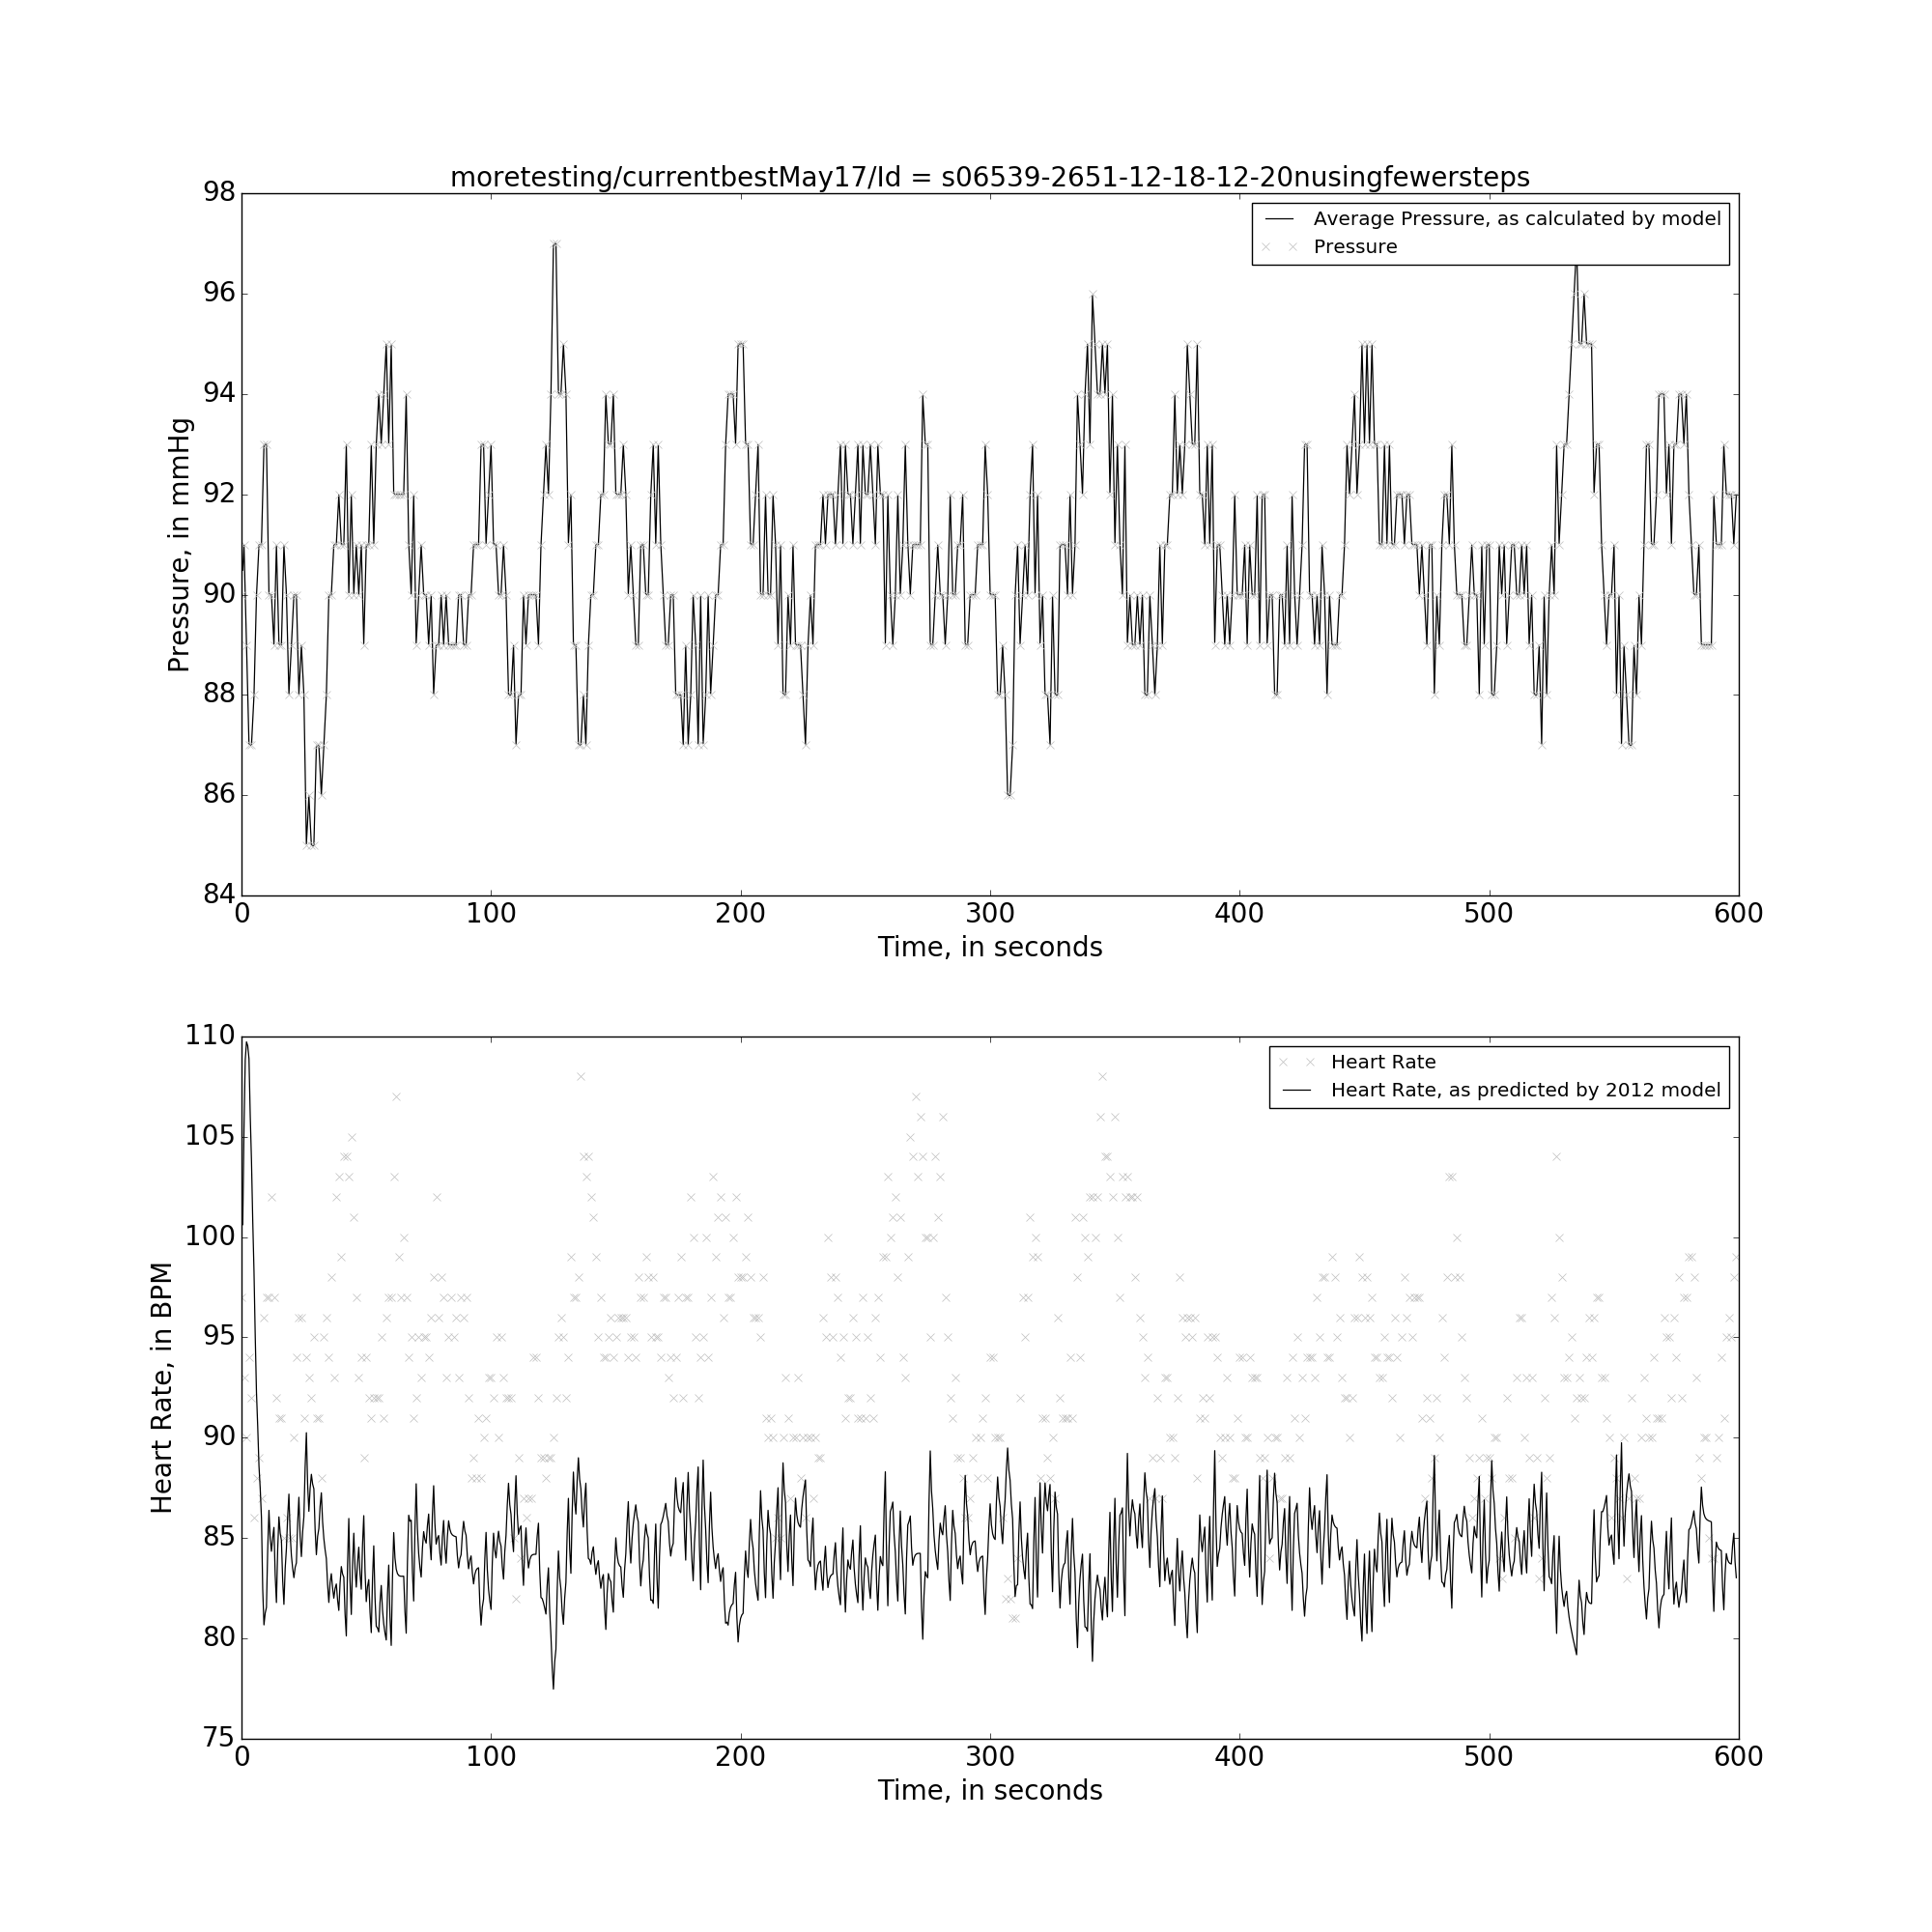 moretesting/currentbestMay17/Id = s06539-2651-12-18-12-20nusingfewersteps
98
96
94
92
90
88
86
84
Pressure, in mmHg
Average Pressure, as calculated by model
Pressure
0 100 200 300 400 500 600
Time, in seconds
110
105
100
95
90
85
80
75
Heart Rate, in BPM
Heart Rate
Heart Rate, as predicted by 2012 model
0 100 200 300 400 500 600
Time, in seconds